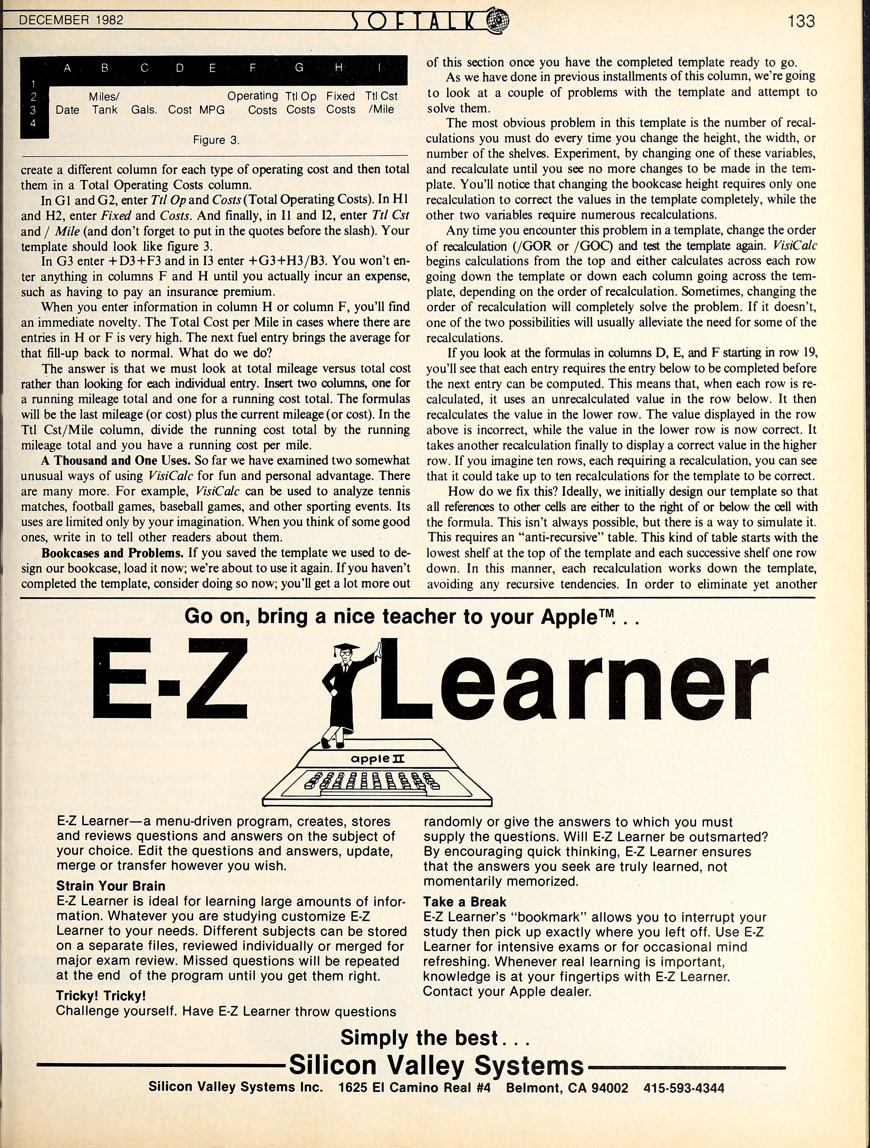 DECEMBER 1982
SOFTALK
133
A B C D E F G H I
1
2 Miles/ Operating Ttl Op Fixed Ttl Cst
3 Date Tank Gals. Cost MPG Costs Costs Costs /Mile
4
Figure 3.
create a different column for each type of operating cost and then total
them in a Total Operating Costs column.
In G1 and G2, enter Ttl Op and Costs (Total Operating Costs). In H1
and H2, enter Fixed and Costs. And finally, in I1 and I2, enter Ttl Cst
and / Mile (and don't forget to put in the quotes before the slash). Your
template should look like figure 3.
In G3 enter +D3+F3 and in I3 enter +G3+H3/B3. You won't en-
ter anything in columns F and H until you actually incur an expense,
such as having to pay an insurance premium.
When you enter information in column H or column F, you'll find
an immediate novelty. The Total Cost per Mile in cases where there are
entries in H or F is very high. The next fuel entry brings the average for
that fill-up back to normal. What do we do?
The answer is that we must look at total mileage versus total cost
rather than looking for each individual entry. Insert two columns, one for
a running mileage total and one for a running cost total. The formulas
will be the last mileage (or cost) plus the current mileage (or cost). In the
Ttl Cst/Mile column, divide the running cost total by the running
mileage total and you have a running cost per mile.
A Thousand and One Uses. So far we have examined two somewhat
unusual ways of using VisiCalc for fun and personal advantage. There
are many more. For example, VisiCalc can be used to analyze tennis
matches, football games, baseball games, and other sporting events. Its
uses are limited only by your imagination. When you think of some good
ones, write in to tell other readers about them.
Bookcases and Problems. If you saved the template we used to de-
sign our bookcase, load it now; we're about to use it again. If you haven't
completed the template, consider doing so now; you'll get a lot more out
of this section once you have the completed template ready to go.
As we have done in previous installments of this column, we're going
to look at a couple of problems with the template and attempt to
solve them.
The most obvious problem in this template is the number of recal-
culations you must do every time you change the height, the width, or
number of the shelves. Experiment, by changing one of these variables,
and recalculate until you see no more changes to be made in the tem-
plate. You'll notice that changing the bookcase height requires only one
recalculation to correct the values in the template completely, while the
other two variables require numerous recalculations.
Any time you encounter this problem in a template, change the order
of recalculation (/GOR or /GOC) and test the template again. VisiCalc
begins calculations from the top and either calculates across each row
going down the template or down each column going across the tem-
plate, depending on the order of recalculation. Sometimes, changing the
order of recalculation will completely solve the problem. If it doesn't,
one of the two possibilities will usually alleviate the need for some of the
recalculations.
If you look at the formulas in columns D, E, and F starting in row 19,
you'll see that each entry requires the entry below to be completed before
the next entry can be computed. This means that, when each row is re-
calculated, it uses an unrecalculated value in the row below. It then
recalculates the value in the lower row. The value displayed in the row
above is incorrect, while the value in the lower row is now correct. It
takes another recalculation finally to display a correct value in the higher
row. If you imagine ten rows, each requiring a recalculation, you can see
that it could take up to ten recalculations for the template to be correct.
How do we fix this? Ideally, we initially design our template so that
all references to other cells are either to the right of or below the cell with
the formula. This isn't always possible, but there is a way to simulate it.
This requires an "anti-recursive" table. This kind of table starts with the
lowest shelf at the top of the template and each successive shelf one row
down. In this manner, each recalculation works down the template,
avoiding any recursive tendencies. In order to eliminate yet another
Go on, bring a nice teacher to your Apple™...
E-Z Learner
apple II
E-Z Learner—a menu-driven program, creates, stores
and reviews questions and answers on the subject of
your choice. Edit the questions and answers, update,
merge or transfer however you wish.
Strain Your Brain
E-Z Learner is ideal for learning large amounts of infor-
mation. Whatever you are studying customize E-Z
Learner to your needs. Different subjects can be stored
on a separate files, reviewed individually or merged for
major exam review. Missed questions will be repeated
at the end of the program until you get them right.
Tricky! Tricky!
Challenge yourself. Have E-Z Learner throw questions
randomly or give the answers to which you must
supply the questions. Will E-Z Learner be outsmarted?
By encouraging quick thinking, E-Z Learner ensures
that the answers you seek are truly learned, not
momentarily memorized.
Take a Break
E-Z Learner's "bookmark" allows you to interrupt your
study then pick up exactly where you left off. Use E-Z
Learner for intensive exams or for occasional mind
refreshing. Whenever real learning is important,
knowledge is at your fingertips with E-Z Learner.
Contact your Apple dealer.
Simply the best...
Silicon Valley Systems
Silicon Valley Systems Inc. 1625 El Camino Real #4 Belmont, CA 94002 415-593-4344